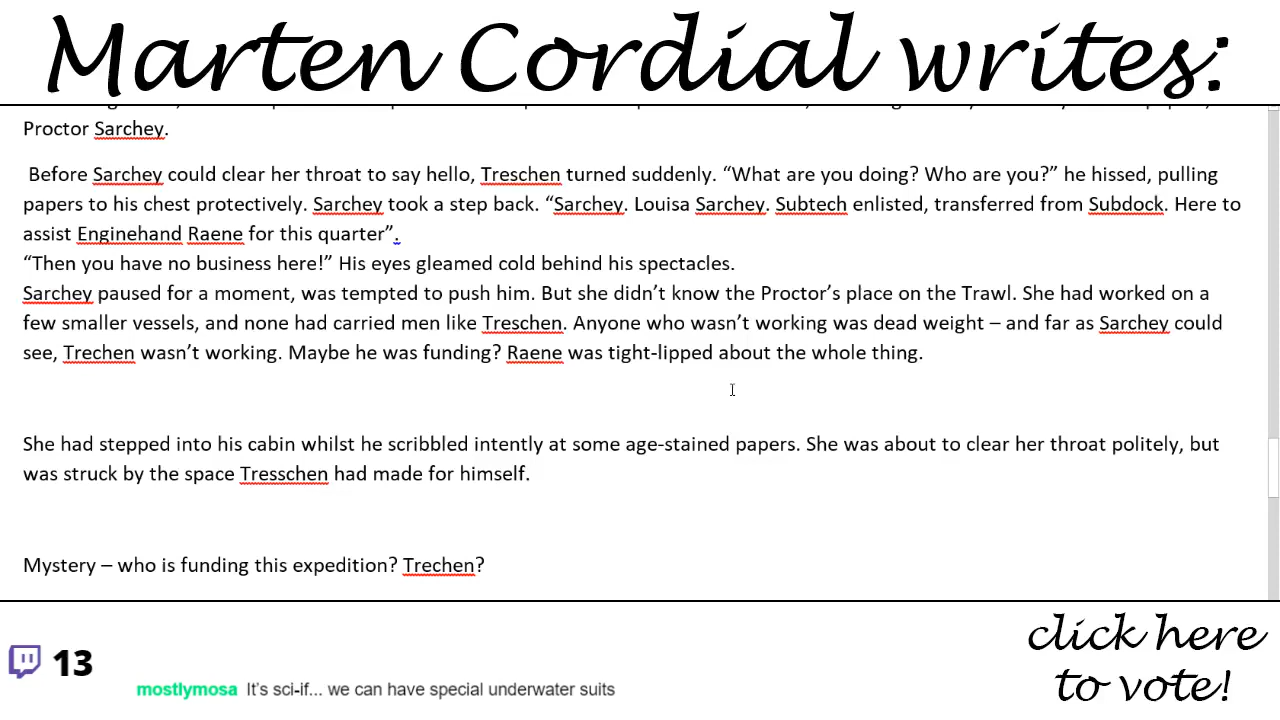 Marten Cordial writes:
Proctor Sarchey.
Before Sarchey could clear her throat to say hello, Treschen turned suddenly. “What are you doing? Who are you?” he hissed, pulling
papers to his chest protectively. Sarchey took a step back. “Sarchey. Louisa Sarchey. Subtech enlisted, transferred from Subdock. Here to
assist Enginehand Raene for this quarter”.
“Then you have no business here!” His eyes gleamed cold behind his spectacles.
Sarchey paused for a moment, was tempted to push him. But she didn’t know the Proctor’s place on the Trawl. She had worked on a
few smaller vessels, and none had carried men like Treschen. Anyone who wasn’t working was dead weight – and far as Sarchey could
see, Trechen wasn’t working. Maybe he was funding? Raene was tight-lipped about the whole thing.
She had stepped into his cabin whilst he scribbled intently at some age-stained papers. She was about to clear her throat politely, but
was struck by the space Tresschen had made for himself.
Mystery – who is funding this expedition? Trechen?
13
mostlymosa It's sci-if... we can have special underwater suits
click here
to vote!